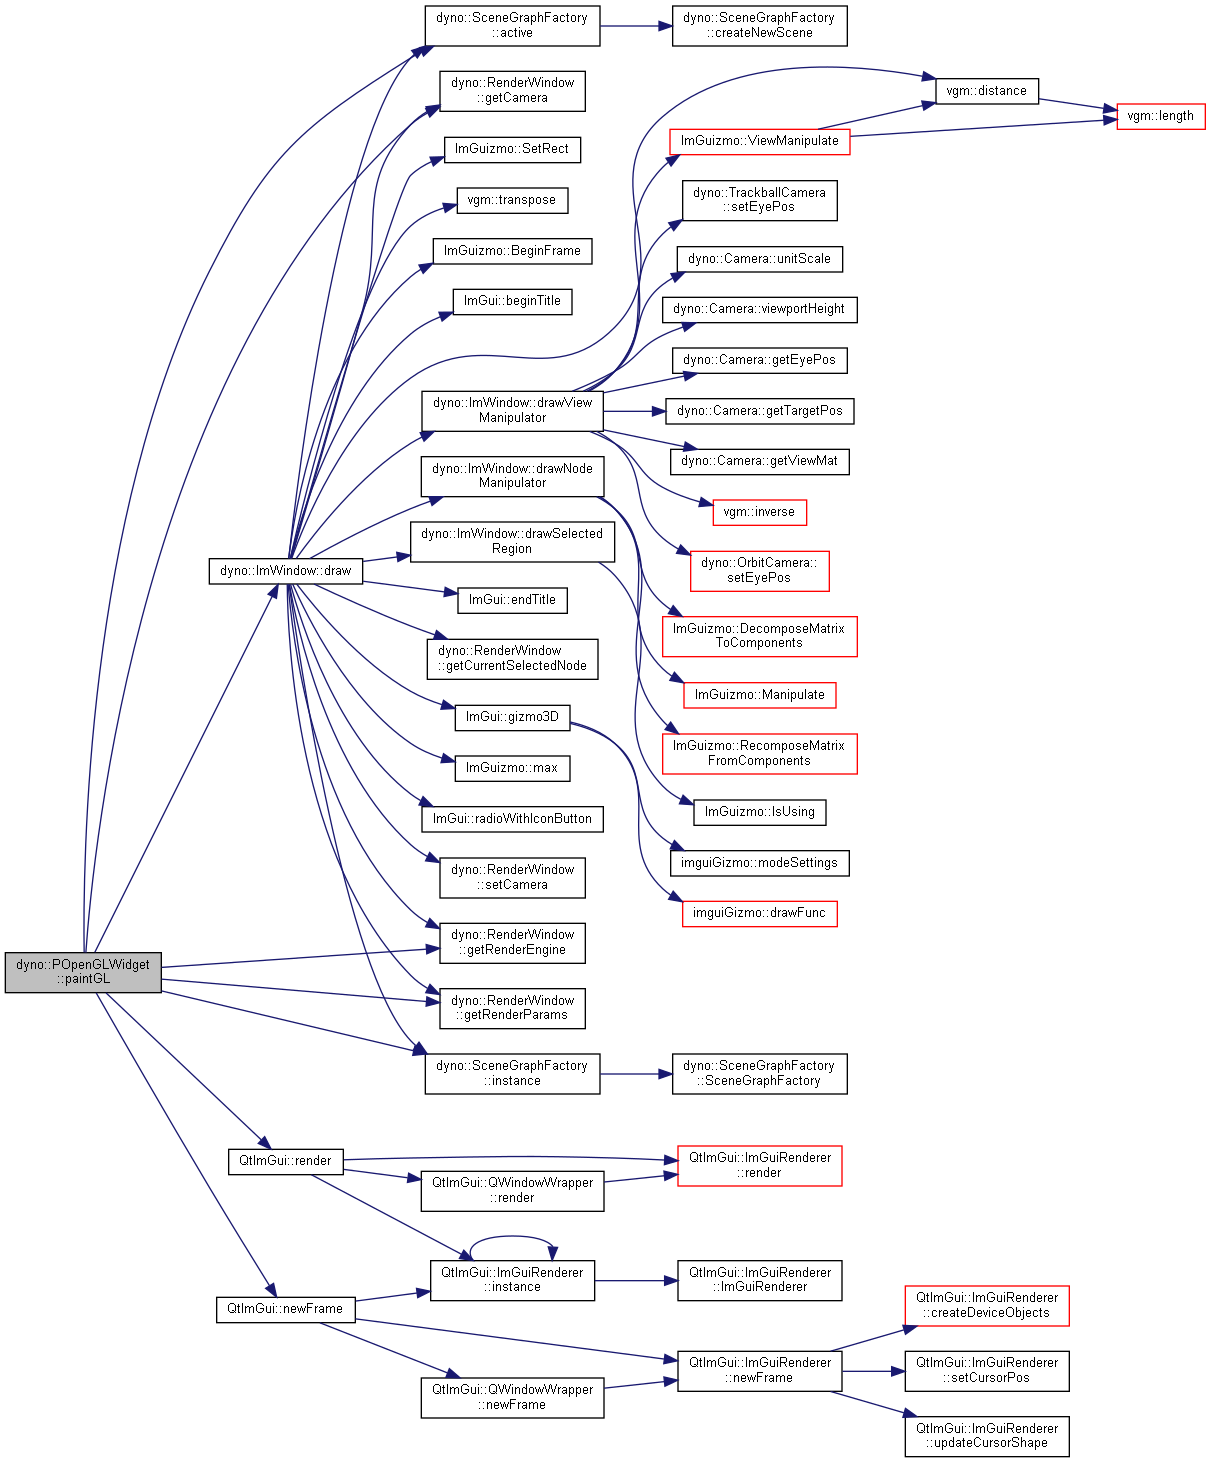 dyno::SceneGraphFactory
::active
dyno::SceneGraphFactory
::createNewScene
dyno::RenderWindow
::getCamera
vgm::distance
vgm::length
ImGuizmo::SetRect
ImGuizmo::ViewManipulate
vgm::transpose
dyno::TrackballCamera
::setEyePos
ImGuizmo::BeginFrame
dyno::Camera::unitScale
ImGui::beginTitle
dyno::Camera::viewportHeight
dyno::Camera::getEyePos
dyno::ImWindow::drawView
Manipulator
dyno::Camera::getTargetPos
dyno::ImWindow::drawNode
Manipulator
dyno::Camera::getViewMat
vgm::inverse
dyno::ImWindow::drawSelected
Region
dyno::ImWindow::draw
dyno::OrbitCamera::
setEyePos
ImGui::endTitle
ImGuizmo::DecomposeMatrix
ToComponents
dyno::RenderWindow
::getCurrentSelectedNode
ImGuizmo::Manipulate
ImGui::gizmo3D
ImGuizmo::RecomposeMatrix
FromComponents
ImGuizmo::max
ImGui::radioWithIconButton
ImGuizmo::IsUsing
dyno::RenderWindow
::setCamera
imguiGizmo::modeSettings
imguiGizmo::drawFunc
dyno::RenderWindow
::getRenderEngine
dyno::POpenGLWidget
::paintGL
dyno::RenderWindow
::getRenderParams
dyno::SceneGraphFactory
::instance
dyno::SceneGraphFactory
::SceneGraphFactory
QtImGui::render
QtImGui::ImGuiRenderer
::render
QtImGui::QWindowWrapper
::render
QtImGui::ImGuiRenderer
::instance
QtImGui::ImGuiRenderer
::ImGuiRenderer
QtImGui::newFrame
QtImGui::ImGuiRenderer
::createDeviceObjects
QtImGui::ImGuiRenderer
::newFrame
QtImGui::ImGuiRenderer
::setCursorPos
QtImGui::QWindowWrapper
::newFrame
QtImGui::ImGuiRenderer
::updateCursorShape